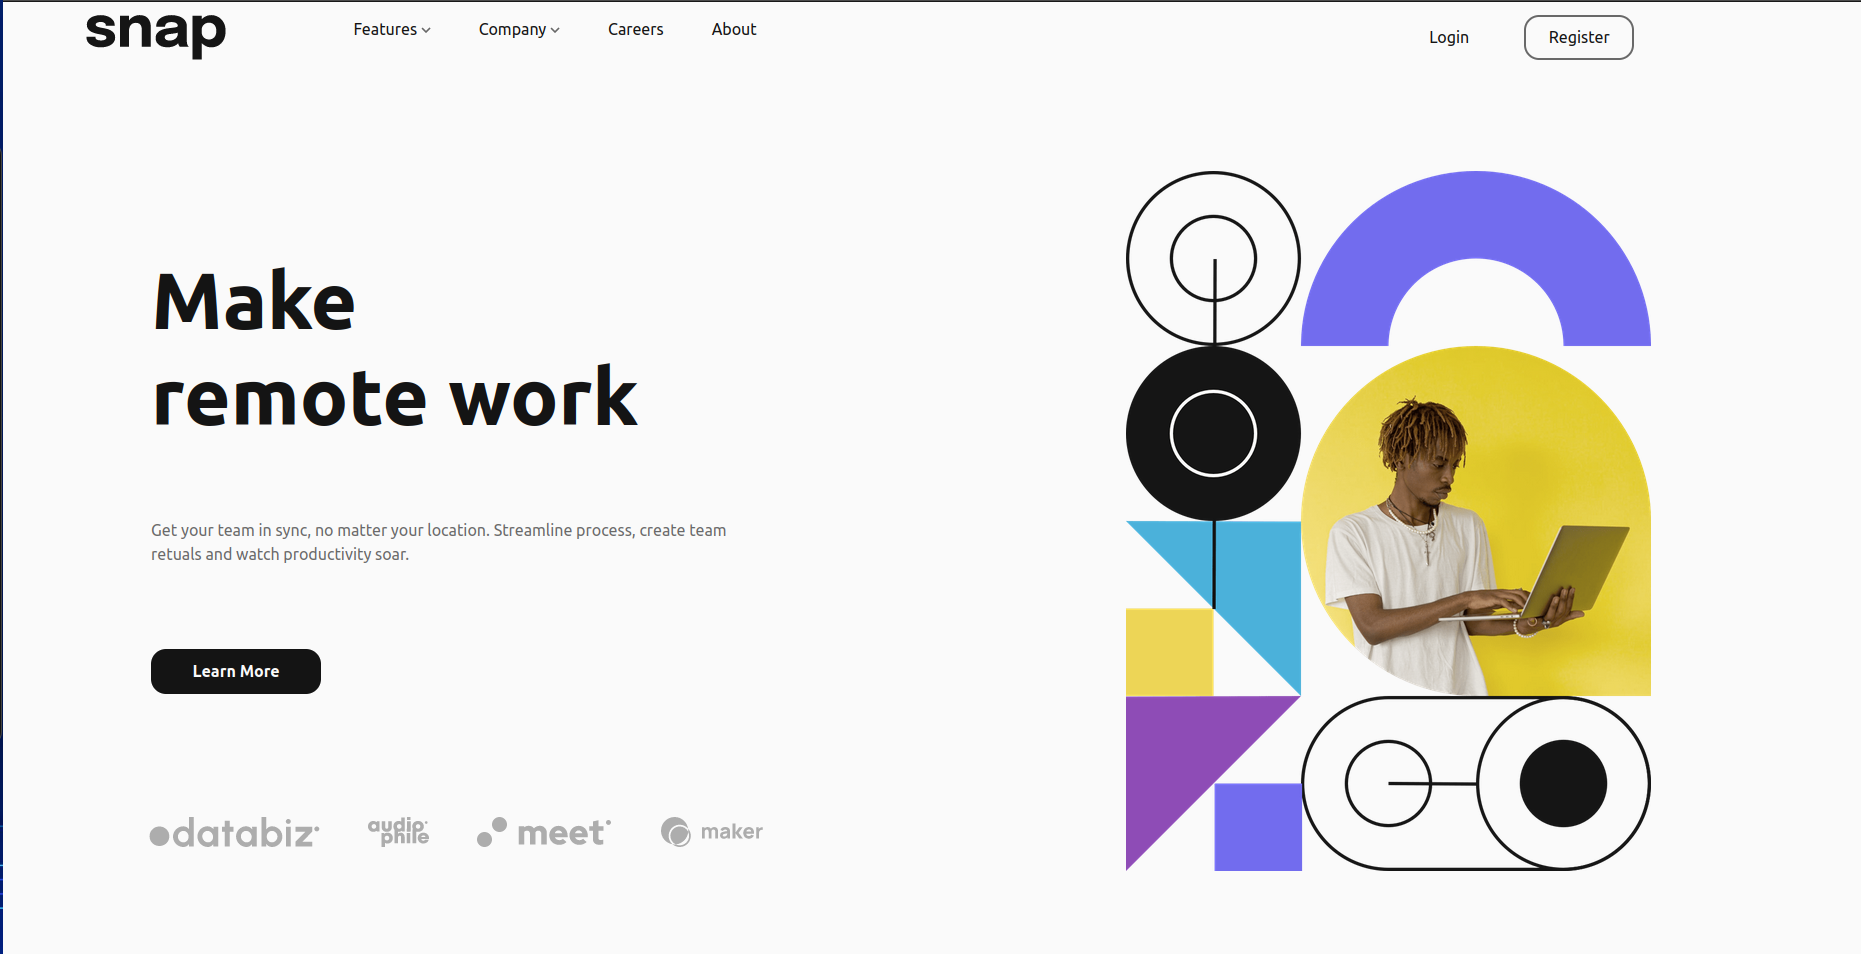 snap
Features
Company
Careers
About
Login
Register
Make
remote work
Get your team in sync, no matter your location. Streamline process, create team
retuals and watch productivity soar.
Learn More
databiz
audiophile
meet
maker